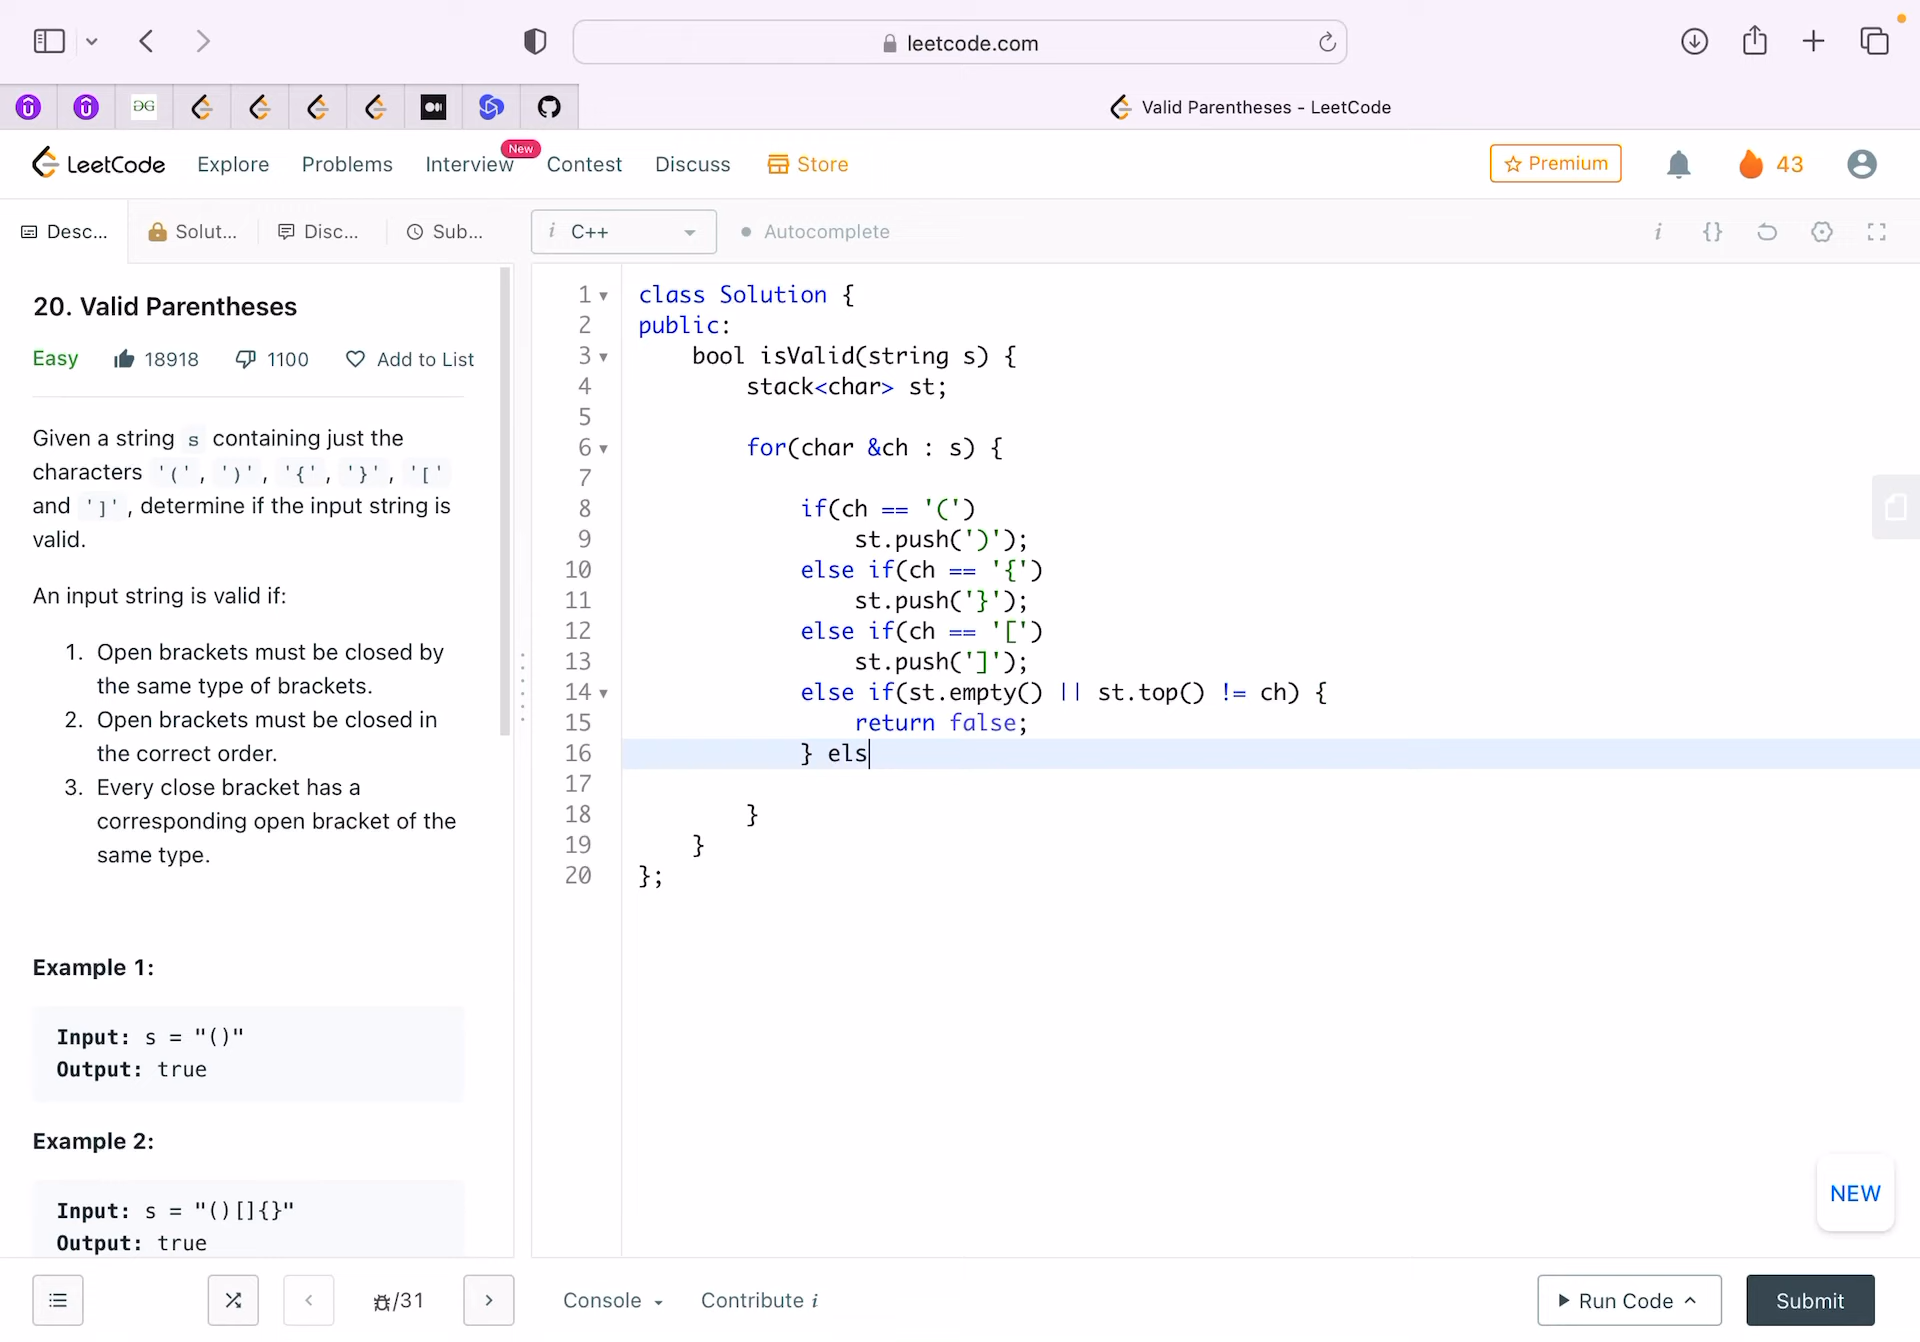 leetcode.com
Valid Parentheses - LeetCode
LeetCode Explore Problems Interview New Contest Discuss Store Premium 43
Desc... Solut... Disc... Sub... i C++ Autocomplete i {}
20. Valid Parentheses
Easy 18918 1100 Add to List
Given a string s containing just the
characters '(', ')', '{', '}', '['
and ']', determine if the input string is
valid.
An input string is valid if:
1. Open brackets must be closed by
the same type of brackets.
2. Open brackets must be closed in
the correct order.
3. Every close bracket has a
corresponding open bracket of the
same type.
Example 1:
Input: s = "()"
Output: true
Example 2:
Input: s = "()[]{}"
Output: true
1 class Solution {
2 public:
3     bool isValid(string s) {
4         stack<char> st;
5
6         for(char &ch : s) {
7
8             if(ch == '(')
9                 st.push(')');
10             else if(ch == '{')
11                 st.push('}');
12             else if(ch == '[')
13                 st.push(']');
14             else if(st.empty() || st.top() != ch) {
15                 return false;
16             } els
17
18         }
19     }
20 };
NEW
/31 Console Contribute i Run Code Submit